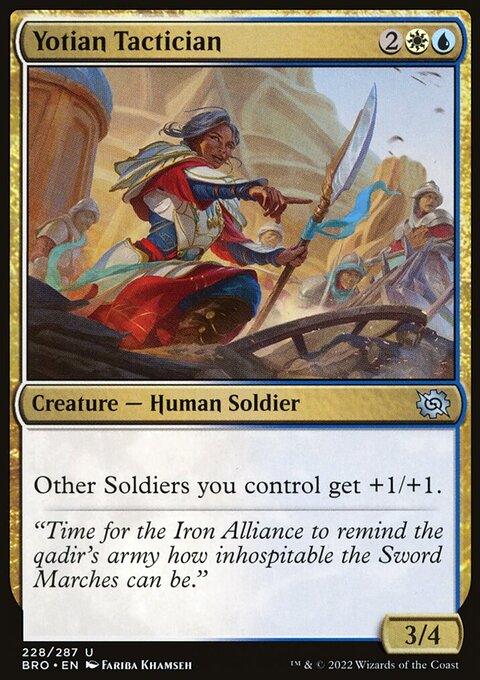 Yotian Tactician 2
Creature — Human Soldier
Other Soldiers you control get +1/+1.
“Time for the Iron Alliance to remind the
qadir’s army how inhospitable the Sword
Marches can be.”
3/4
228/287 U
BRO • EN Fariba Khamseh
™ & © 2022 Wizards of the Coast